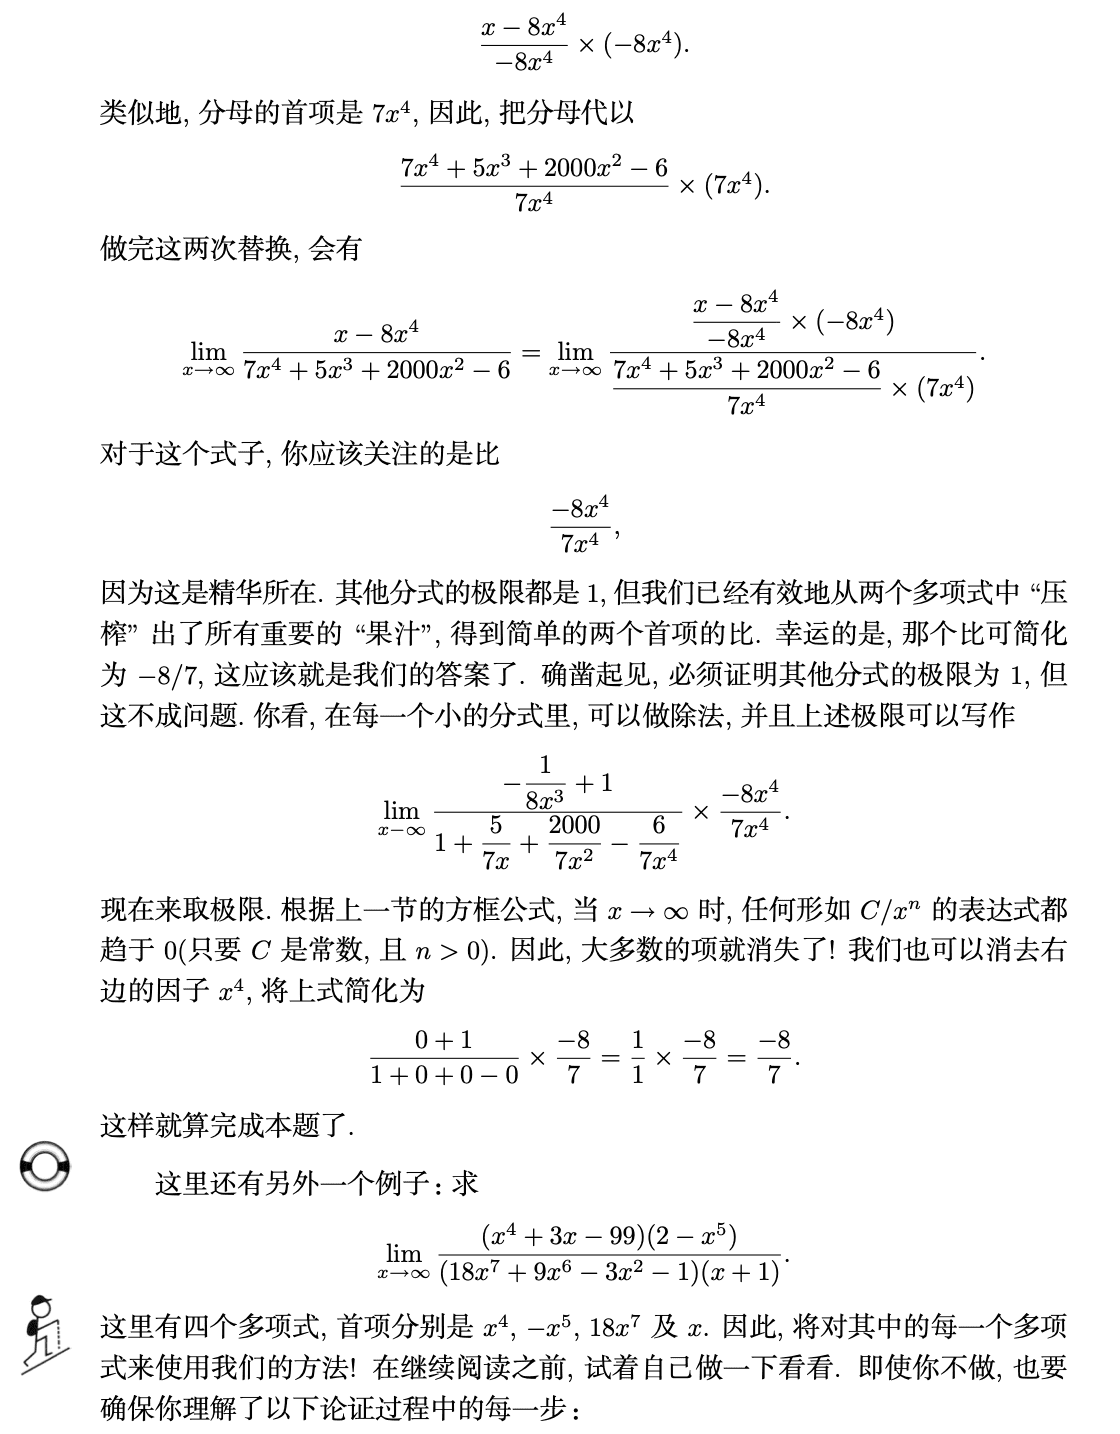 \frac{x - 8x^4}{-8x^4} \times (-8x^4).
类似地, 分母的首项是 7x^4, 因此, 把分母代以
\frac{7x^4 + 5x^3 + 2000x^2 - 6}{7x^4} \times (7x^4).
做完这两次替换, 会有
\lim_{x \to \infty} \frac{x - 8x^4}{7x^4 + 5x^3 + 2000x^2 - 6} = \lim_{x \to \infty} \frac{\frac{x - 8x^4}{-8x^4} \times (-8x^4)}{\frac{7x^4 + 5x^3 + 2000x^2 - 6}{7x^4} \times (7x^4)}.
对于这个式子, 你应该关注的是比
\frac{-8x^4}{7x^4},
因为这是精华所在. 其他分式的极限都是 1, 但我们已经有效地从两个多项式中 “压
榨” 出了所有重要的 “果汁”, 得到简单的两个首项的比. 幸运的是, 那个比可简化
为 -8/7, 这应该就是我们的答案了. 确凿起见, 必须证明其他分式的极限为 1, 但
这不成问题. 你看, 在每一个小的分式里, 可以做除法, 并且上述极限可以写作
\lim_{x - \infty} \frac{-\frac{1}{8x^3} + 1}{1 + \frac{5}{7x} + \frac{2000}{7x^2} - \frac{6}{7x^4}} \times \frac{-8x^4}{7x^4}.
现在来取极限. 根据上一节的方框公式, 当 x → ∞ 时, 任何形如 C/x^n 的表达式都
趋于 0(只要 C 是常数, 且 n > 0). 因此, 大多数的项就消失了! 我们也可以消去右
边的因子 x^4, 将上式简化为
\frac{0 + 1}{1 + 0 + 0 - 0} \times \frac{-8}{7} = \frac{1}{1} \times \frac{-8}{7} = \frac{-8}{7}.
这样就算完成本题了.
这里还有另外一个例子: 求
\lim_{x \to \infty} \frac{(x^4 + 3x - 99)(2 - x^5)}{(18x^7 + 9x^6 - 3x^2 - 1)(x + 1)}.
这里有四个多项式, 首项分别是 x^4, -x^5, 18x^7 及 x. 因此, 将对其中的每一个多项
式来使用我们的方法! 在继续阅读之前, 试着自己做一下看看. 即使你不做, 也要
确保你理解了以下论证过程中的每一步: